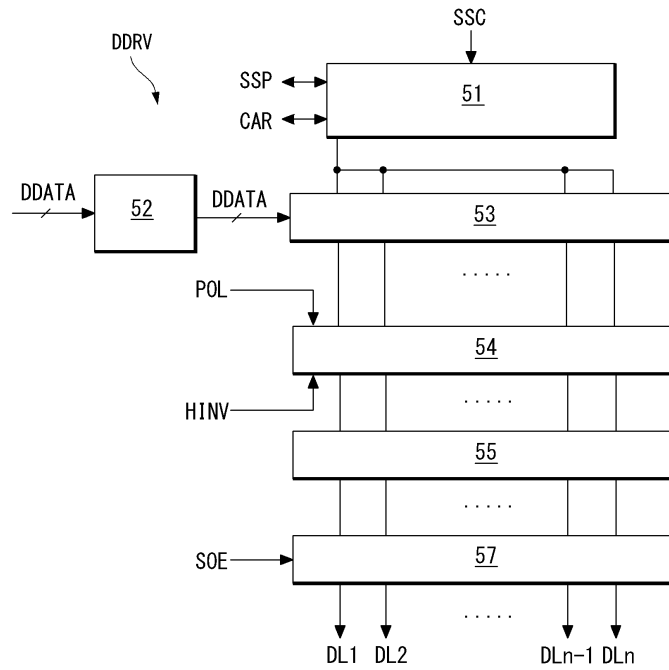 SSC
DDRV
SSP
51
CAR
DDATA
52
DDATA
53
.....
POL
54
HINV
.....
55
.....
SOE
57
.....
DL1 DL2 DLn-1 DLn